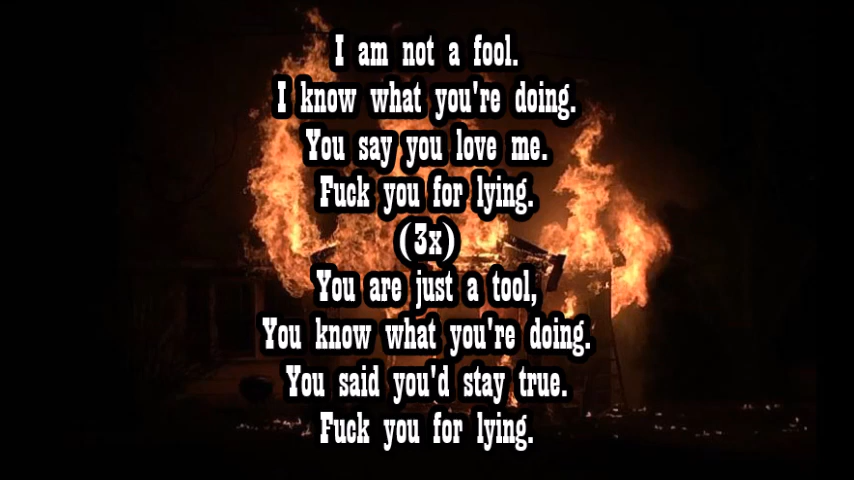 I am not a fool.
I know what you're doing.
You say you love me.
Fuck you for lying.
(3x)
You are just a tool,
You know what you're doing.
You said you'd stay true.
Fuck you for lying.